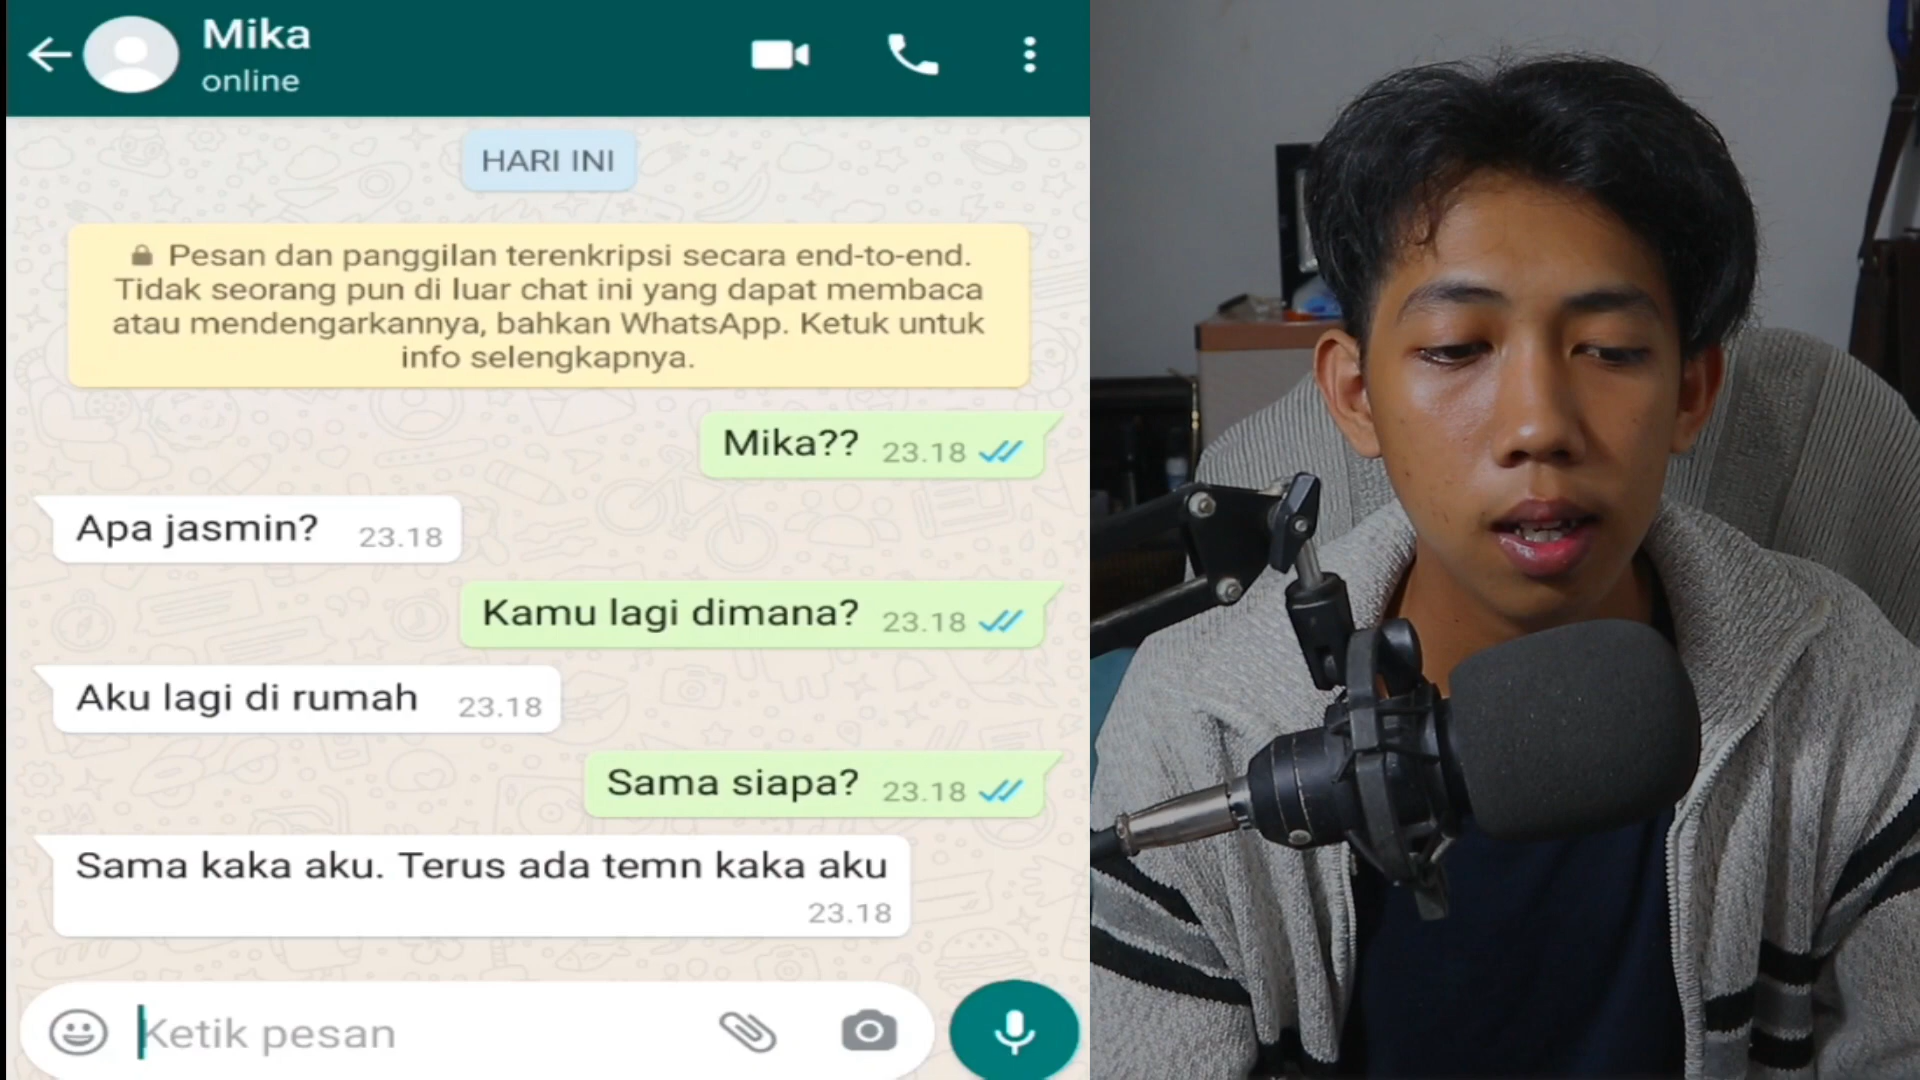 Mika
online
HARI INI
Pesan dan panggilan terenkripsi secara end-to-end.
Tidak seorang pun di luar chat ini yang dapat membaca
atau mendengarkannya, bahkan WhatsApp. Ketuk untuk
info selengkapnya.
Mika?? 23.18
Apa jasmin? 23.18
Kamu lagi dimana? 23.18
Aku lagi di rumah 23.18
Sama siapa? 23.18
Sama kaka aku. Terus ada temn kaka aku
23.18
Ketik pesan